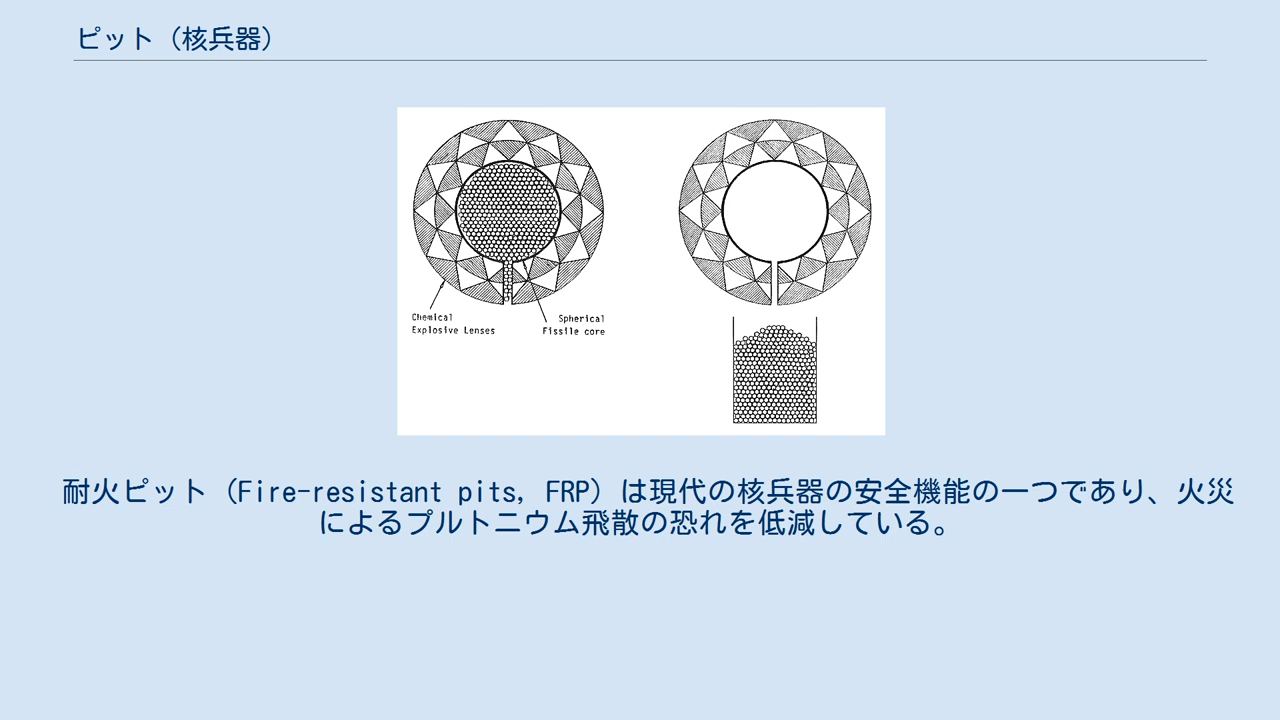 ピット（核兵器）
Chemical
Explosive Lenses
Spherical
Fissile core
耐火ピット（Fire-resistant pits, FRP）は現代の核兵器の安全機能の一つであり、火災
によるプルトニウム飛散の恐れを低減している。